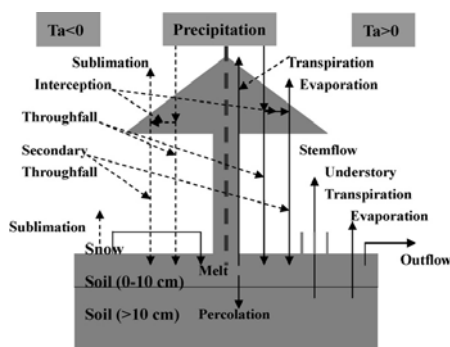 Ta<0
Precipitation
Ta>0
Sublimation
Transpiration
Interception
Evaporation
Throughfall
Secondary
Throughfall
Stemflow
Understory
Transpiration
Sublimation
Evaporation
Snow
Melt
Outflow
Soil (0-10 cm)
Soil (>10 cm)
Percolation